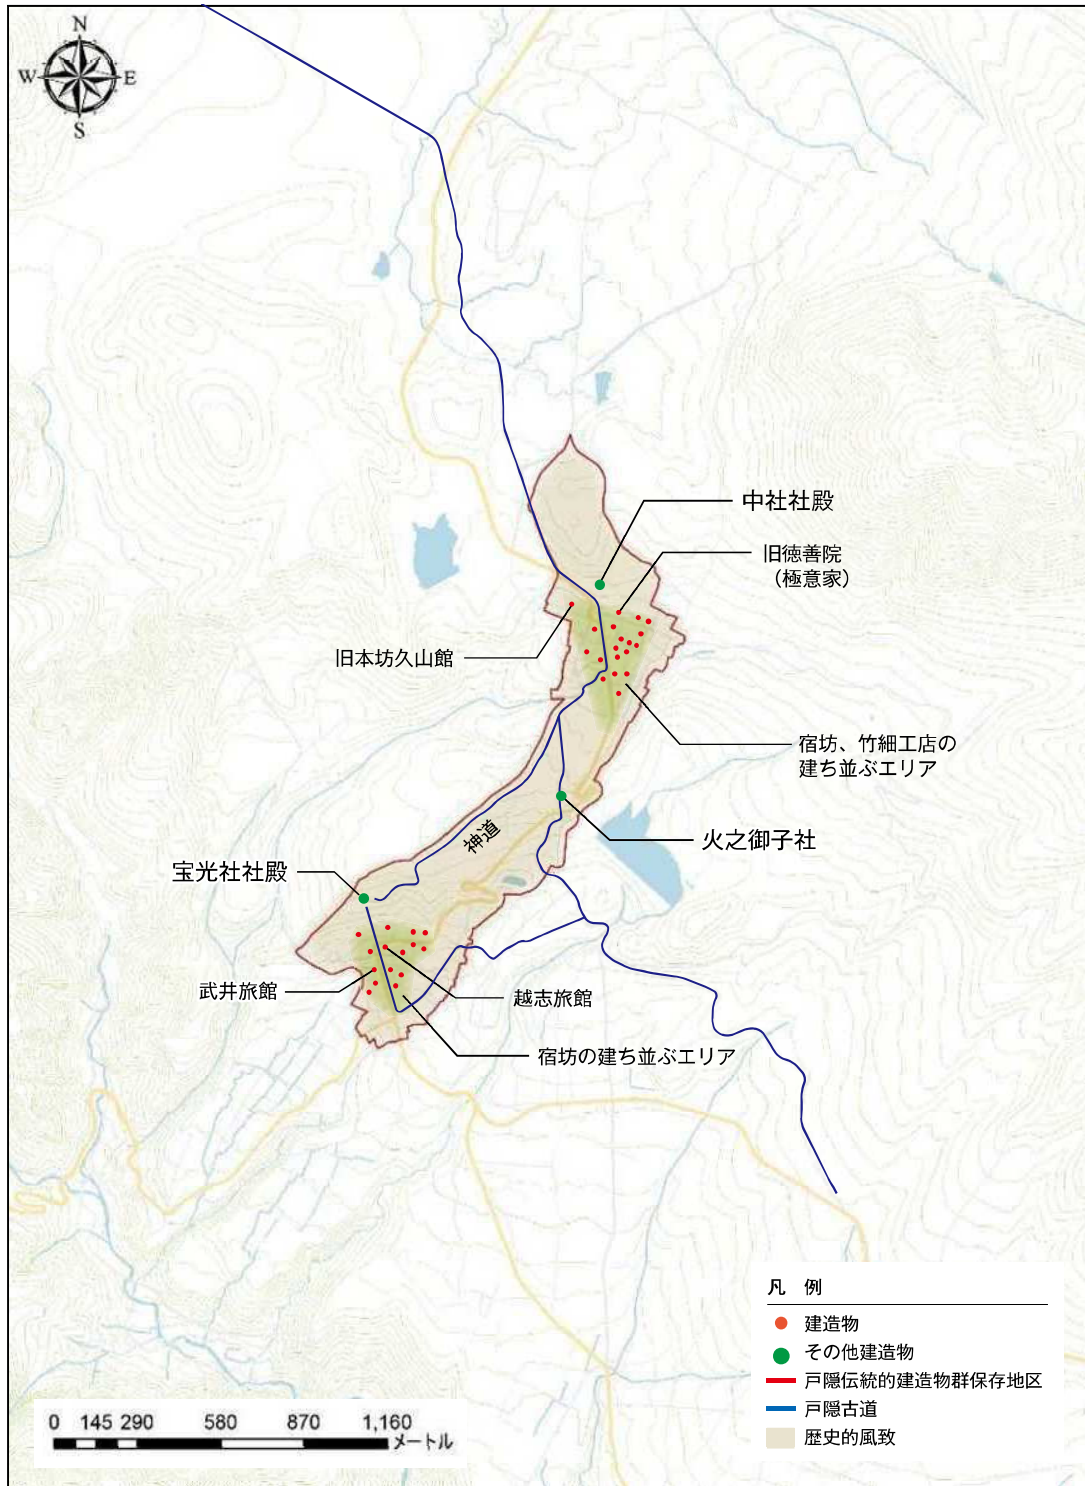 N
W E
S
中社社殿
旧徳善院
（極意家）
旧本坊久山館
宿坊、竹細工店の
建ち並ぶエリア
火之御子社
神道
宝光社社殿
武井旅館
越志旅館
宿坊の建ち並ぶエリア
凡　例
建造物
その他建造物
戸隠伝統的建造物群保存地区
戸隠古道
歴史的風致
0 145 290 580 870 1,160
メートル